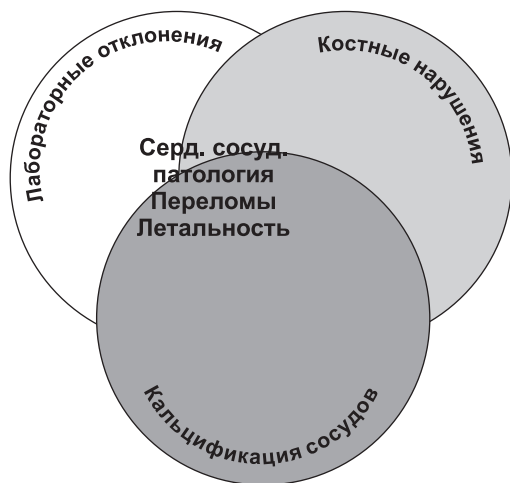 Лабораторные отклонения
Костные нарушения
Серд. сосуд.
патология
Переломы
Летальность
Кальцификация сосудов